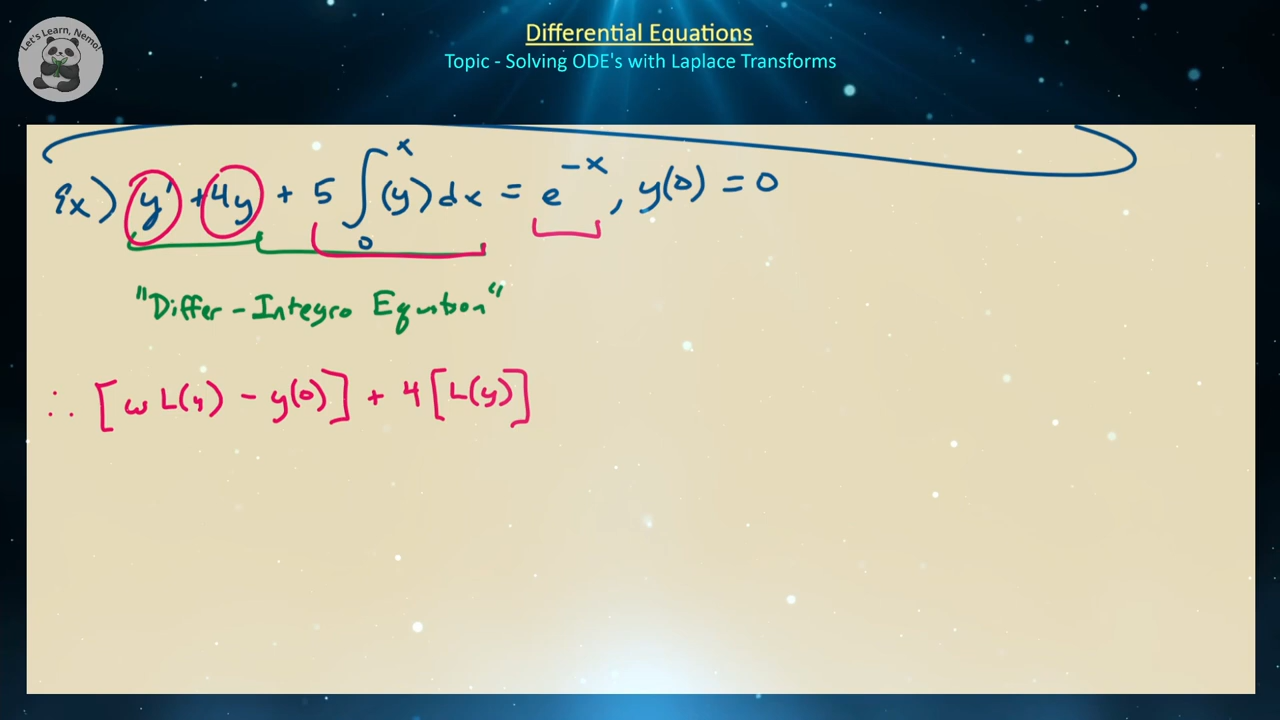 Let's Learn, Nemo!
Differential Equations
Topic - Solving ODE's with Laplace Transforms
Ex) y' + 4y + 5 ∫₀ˣ (y) dx = e^(-x), y(0) = 0
"Differ - Integro Equation"
∴ [w L(y) - y(0)] + 4 [L(y)]